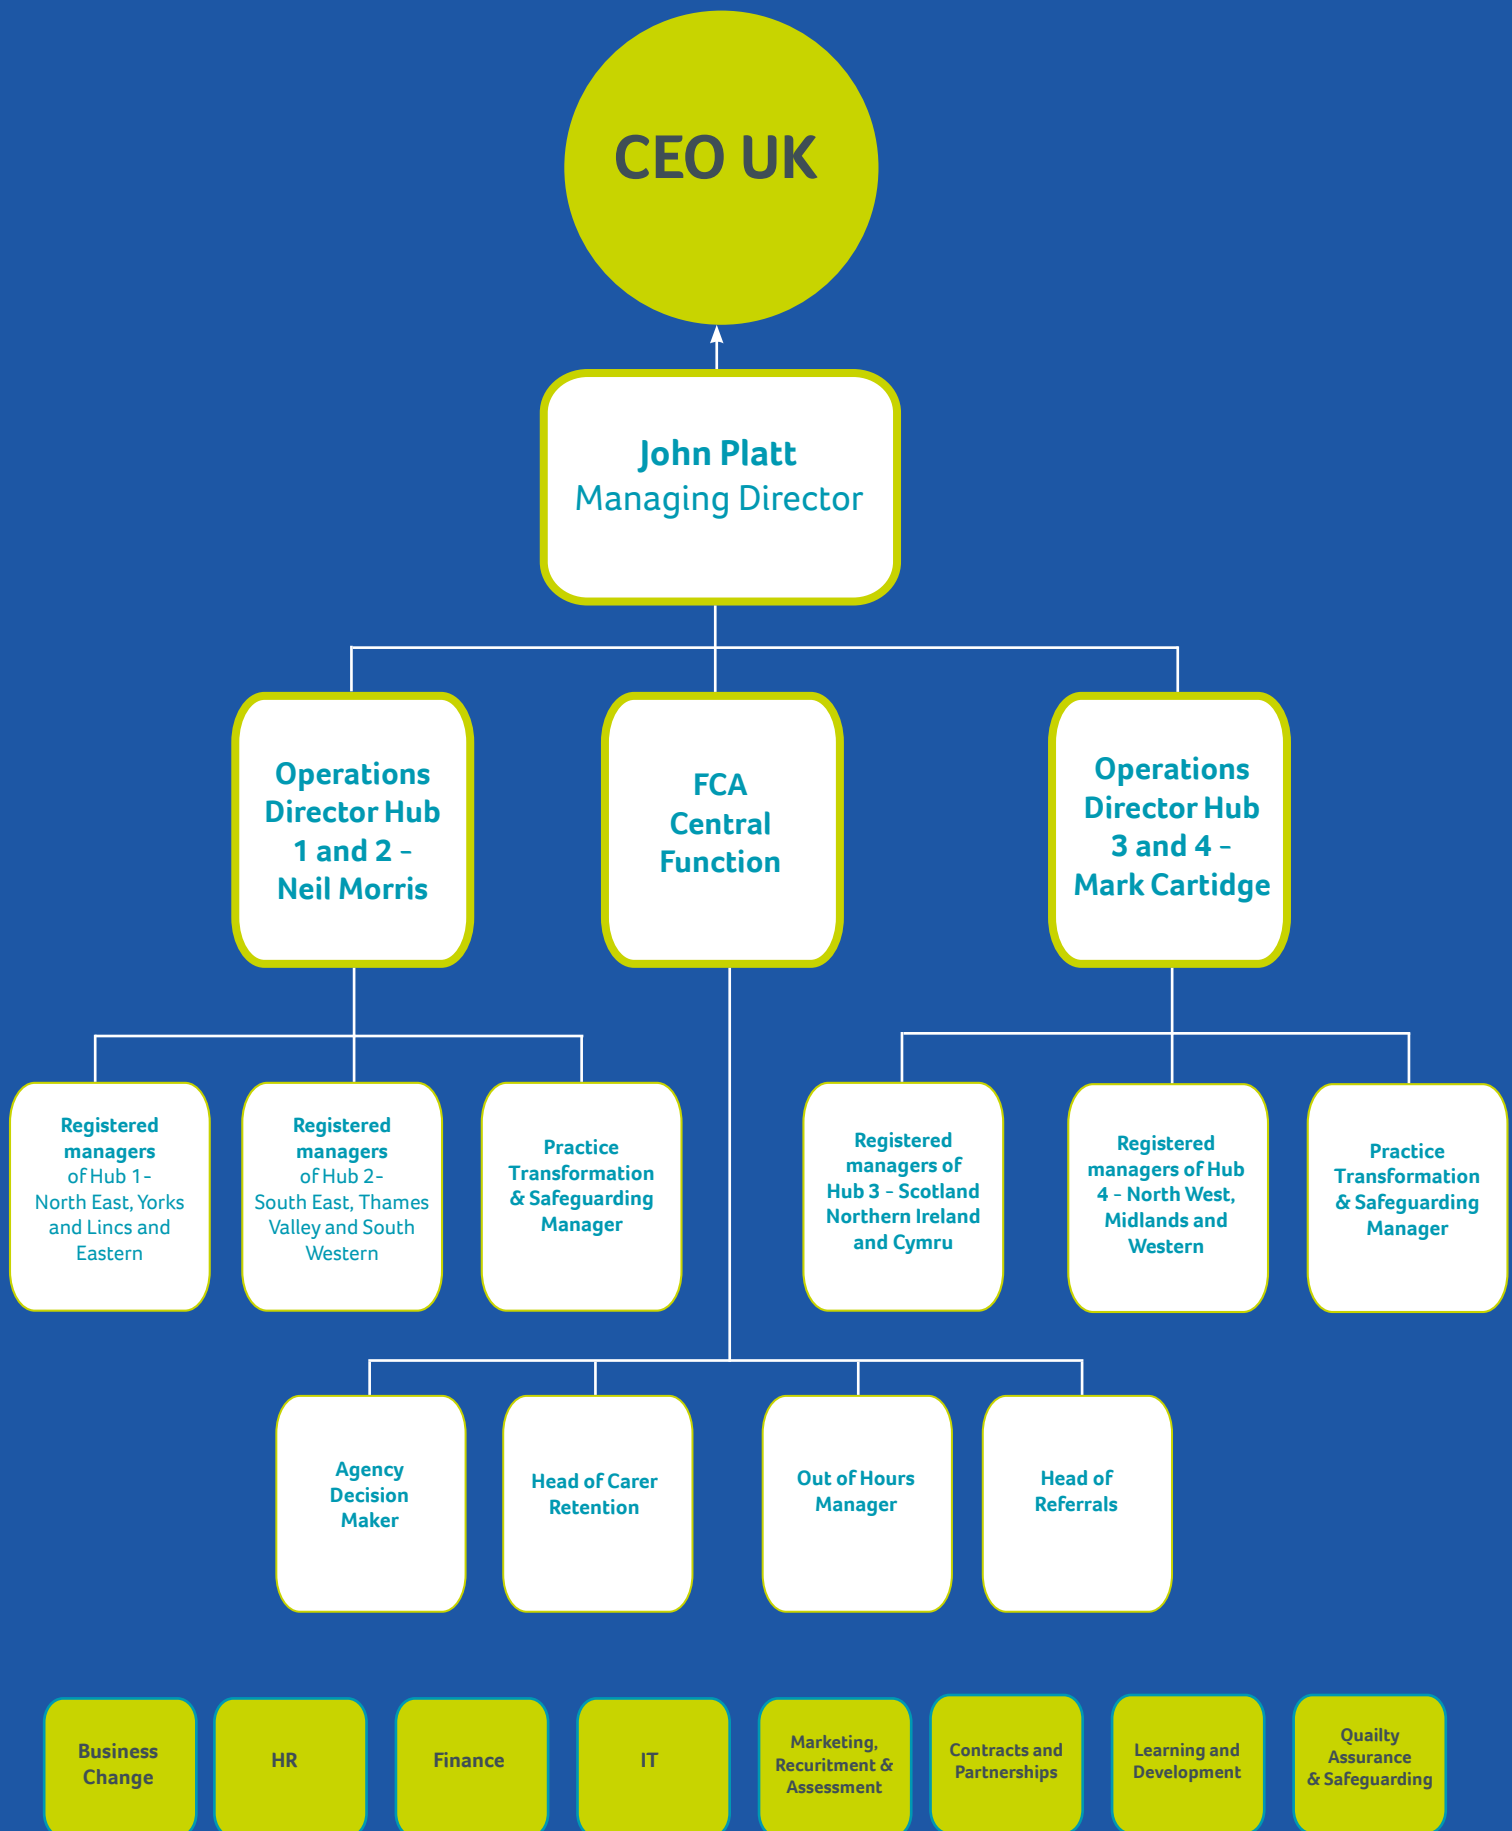 CEO UK
John Platt
Managing Director
Operations
Director Hub
1 and 2 -
Neil Morris
FCA
Central
Function
Operations
Director Hub
3 and 4 -
Mark Cartidge
Registered
managers
of Hub 1-
North East, Yorks
and Lincs and
Eastern
Registered
managers
of Hub 2-
South East, Thames
Valley and South
Western
Practice
Transformation
& Safeguarding
Manager
Registered
managers of
Hub 3 - Scotland
Northern Ireland
and Cymru
Registered
managers of Hub
4 - North West,
Midlands and
Western
Practice
Transformation
& Safeguarding
Manager
Agency
Decision
Maker
Head of Carer
Retention
Out of Hours
Manager
Head of
Referrals
Business
Change
HR
Finance
IT
Marketing,
Recuritment &
Assessment
Contracts and
Partnerships
Learning and
Development
Quailty
Assurance
& Safeguarding